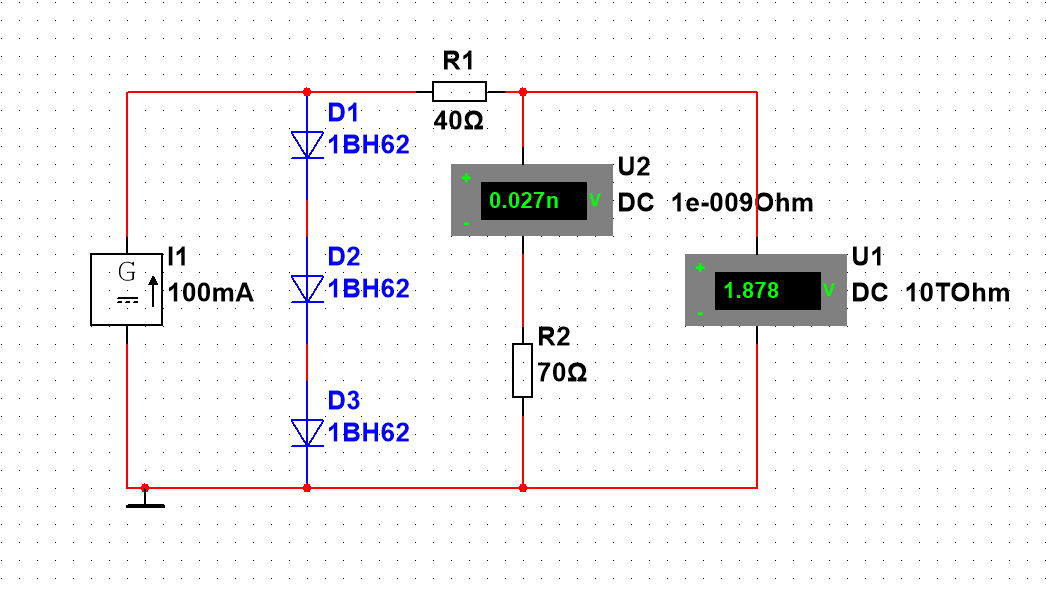 R1
40Ω
D1
1BH62
U2
+
0.027n V
-
DC 1e-009Ohm
D2
1BH62
I1
G
100mA
U1
+
1.878 V
-
DC 10TOhm
R2
70Ω
D3
1BH62